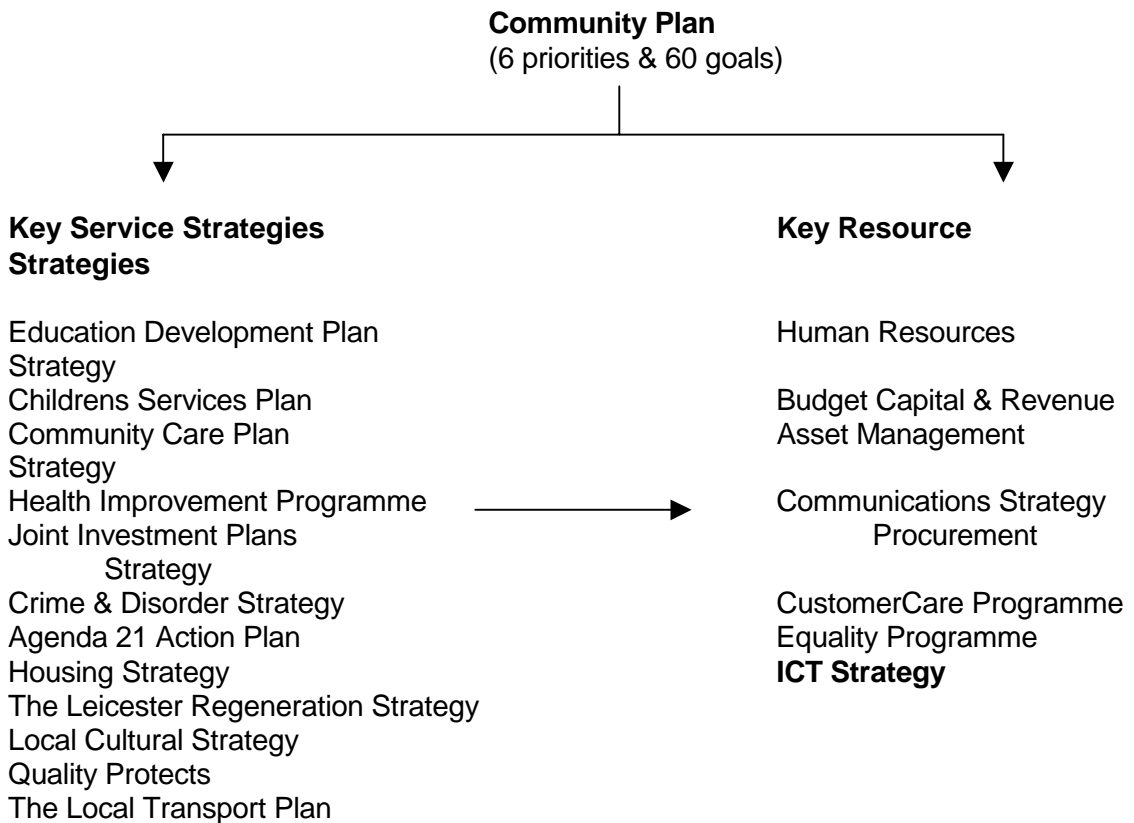 Community Plan
(6 priorities & 60 goals)
Key Service Strategies
Strategies
Education Development Plan
Strategy
Childrens Services Plan
Community Care Plan
Strategy
Health Improvement Programme
Joint Investment Plans
Strategy
Crime & Disorder Strategy
Agenda 21 Action Plan
Housing Strategy
The Leicester Regeneration Strategy
Local Cultural Strategy
Quality Protects
The Local Transport Plan
Key Resource
Human Resources
Budget Capital & Revenue
Asset Management
Communications Strategy
Procurement
CustomerCare Programme
Equality Programme
ICT Strategy